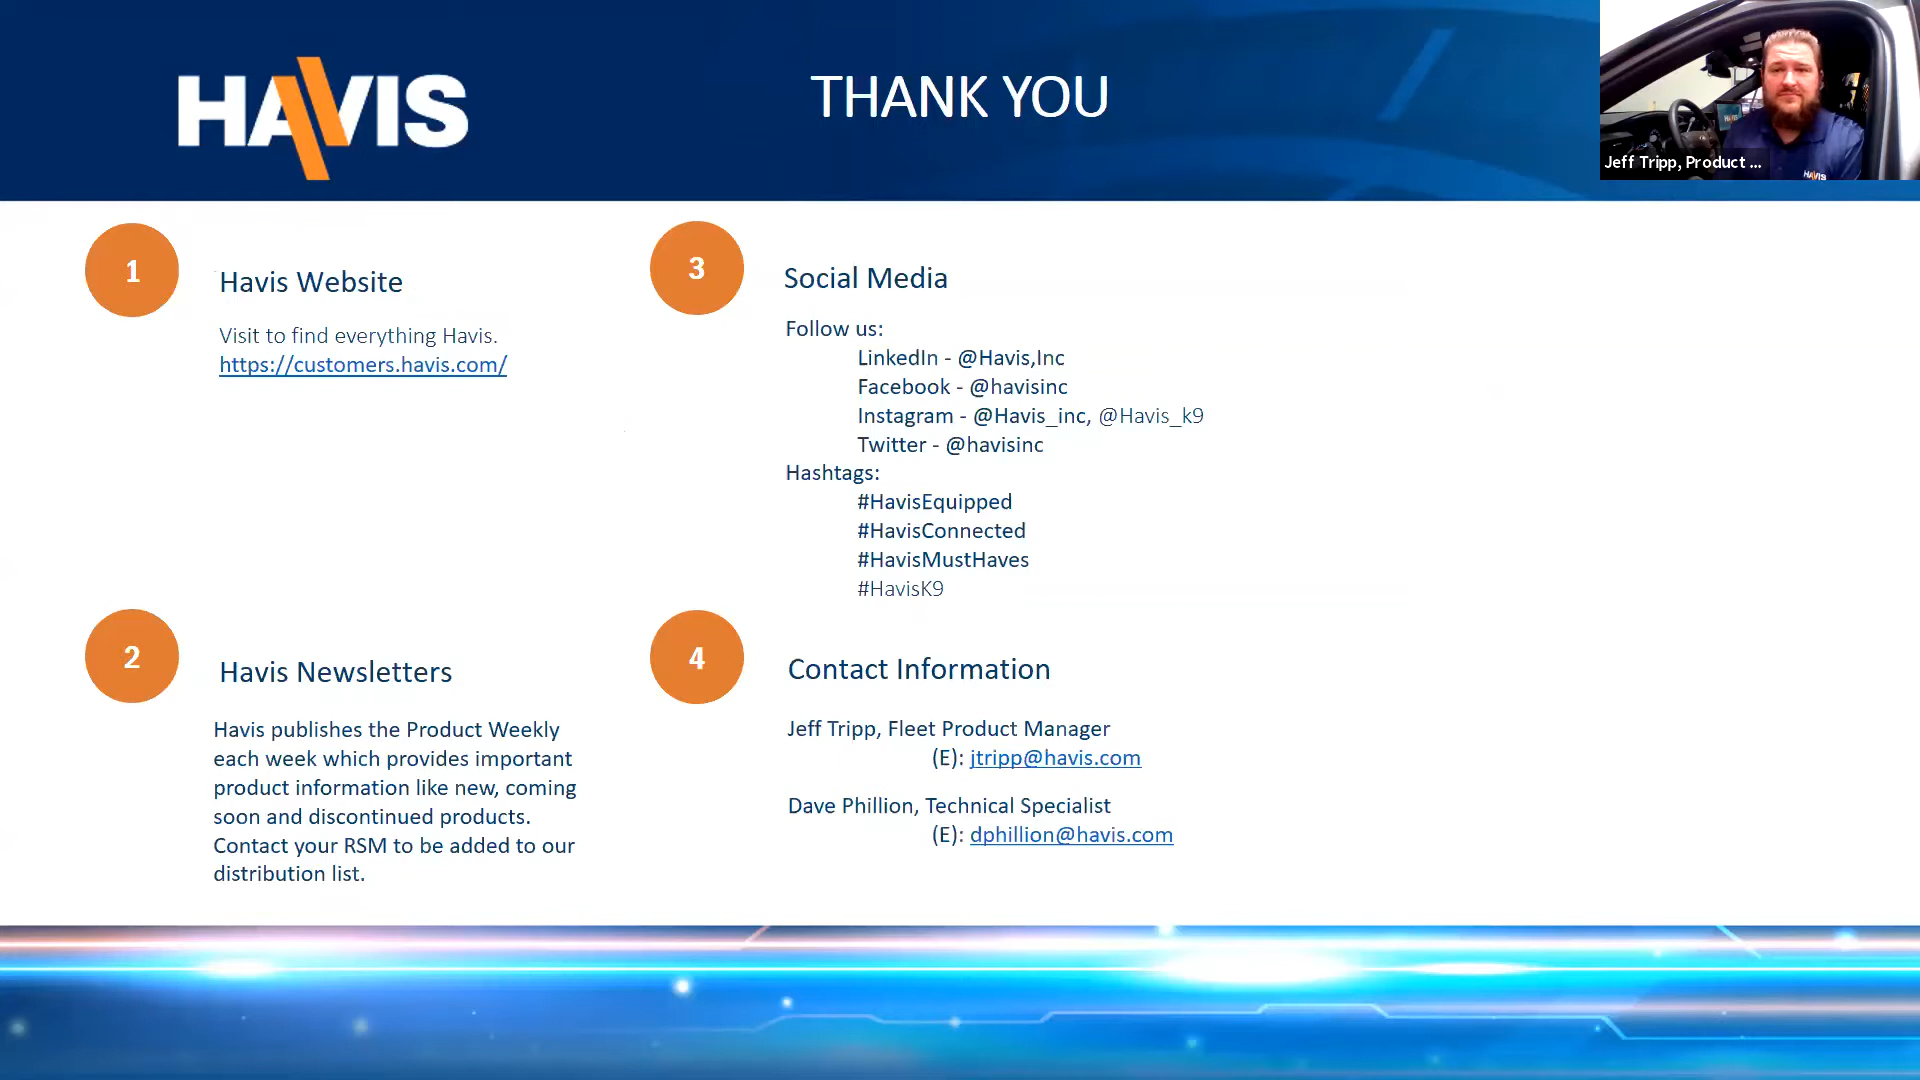 HAVIS
THANK YOU
Jeff Tripp, Product ...
HAVIS
1
Havis Website
Visit to find everything Havis.
https://customers.havis.com/
2
Havis Newsletters
Havis publishes the Product Weekly
each week which provides important
product information like new, coming
soon and discontinued products.
Contact your RSM to be added to our
distribution list.
3
Social Media
Follow us:
LinkedIn - @Havis,Inc
Facebook - @havisinc
Instagram - @Havis_inc, @Havis_k9
Twitter - @havisinc
Hashtags:
#HavisEquipped
#HavisConnected
#HavisMustHaves
#HavisK9
4
Contact Information
Jeff Tripp, Fleet Product Manager
(E): jtripp@havis.com
Dave Phillion, Technical Specialist
(E): dphillion@havis.com